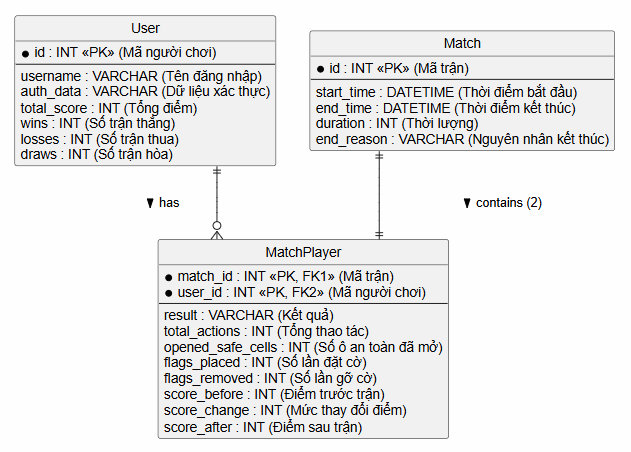 User
id : INT «PK» (Mã người chơi)
username : VARCHAR (Tên đăng nhập)
auth_data : VARCHAR (Dữ liệu xác thực)
total_score : INT (Tổng điểm)
wins : INT (Số trận thắng)
losses : INT (Số trận thua)
draws : INT (Số trận hòa)
Match
id : INT «PK» (Mã trận)
start_time : DATETIME (Thời điểm bắt đầu)
end_time : DATETIME (Thời điểm kết thúc)
duration : INT (Thời lượng)
end_reason : VARCHAR (Nguyên nhân kết thúc)
has
contains (2)
MatchPlayer
match_id : INT «PK, FK1» (Mã trận)
user_id : INT «PK, FK2» (Mã người chơi)
result : VARCHAR (Kết quả)
total_actions : INT (Tổng thao tác)
opened_safe_cells : INT (Số ô an toàn đã mở)
flags_placed : INT (Số lần đặt cờ)
flags_removed : INT (Số lần gỡ cờ)
score_before : INT (Điểm trước trận)
score_change : INT (Mức thay đổi điểm)
score_after : INT (Điểm sau trận)